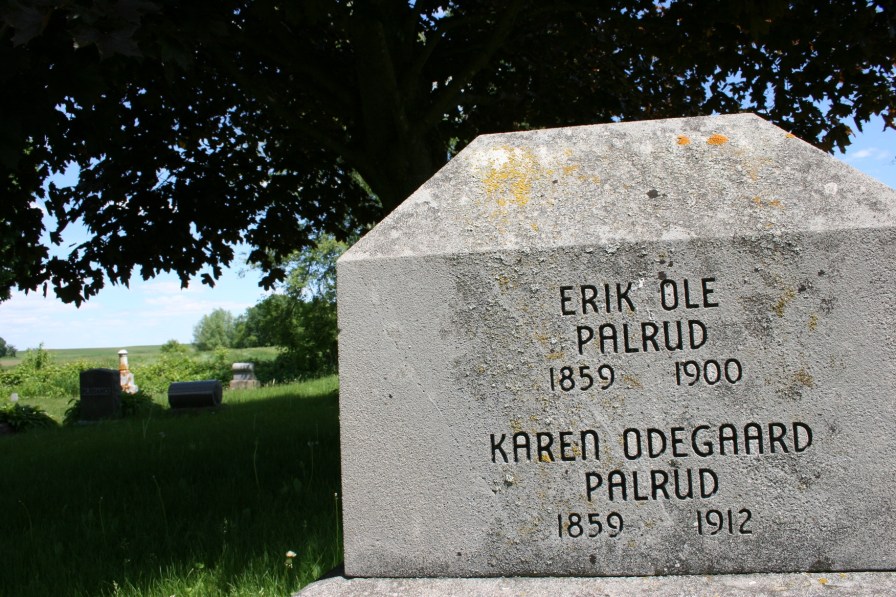 ERIK OLE
PALRUD
1859 1900
KAREN ODEGAARD
PALRUD
1859 1912